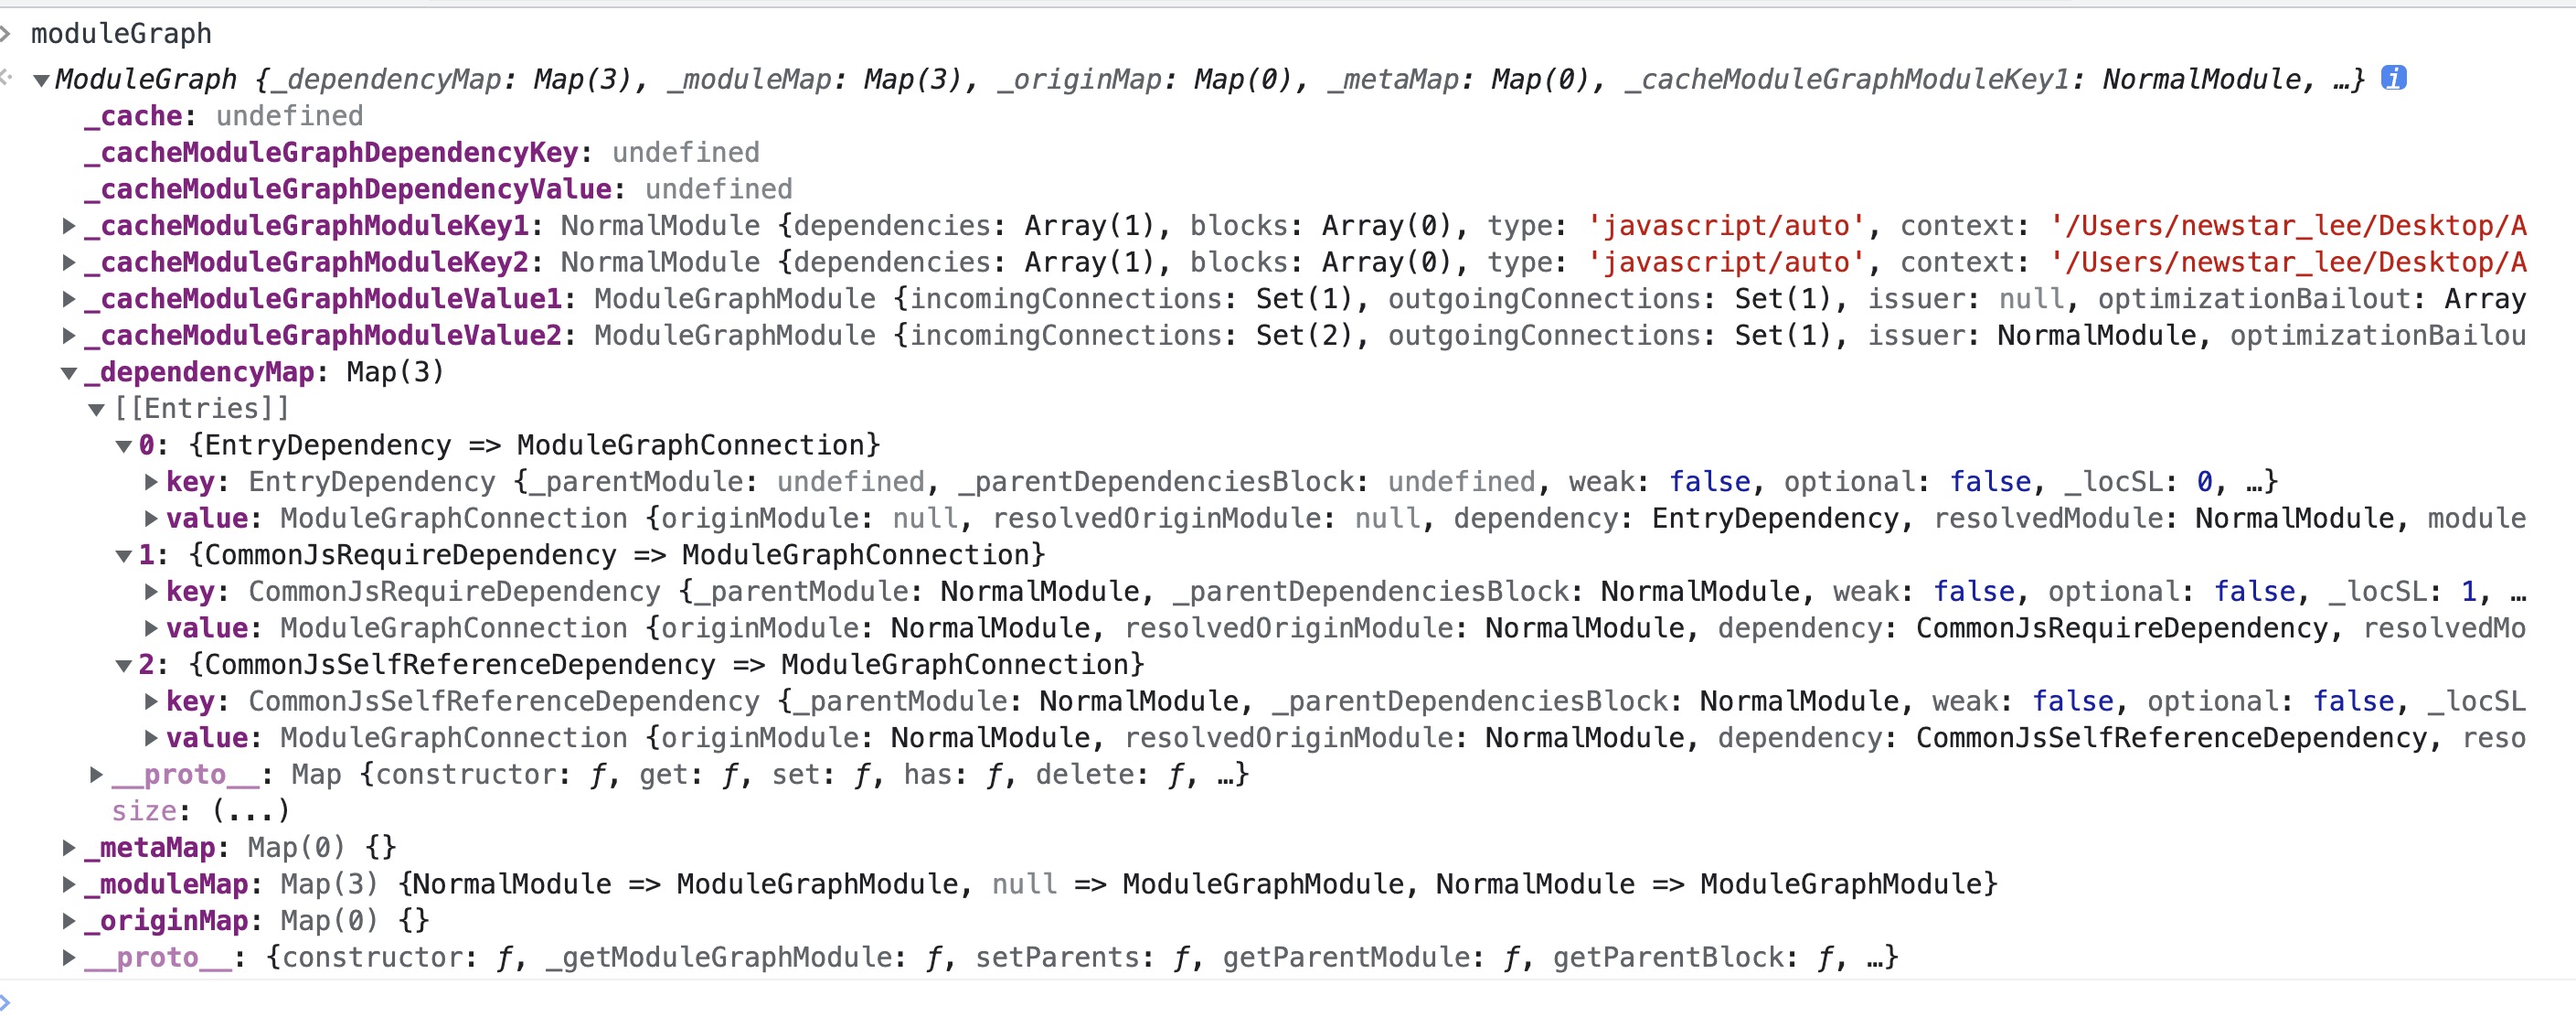 moduleGraph
ModuleGraph {_dependencyMap: Map(3), _moduleMap: Map(3), _originMap: Map(0), _metaMap: Map(0), _cacheModuleGraphModuleKey1: NormalModule, …} i
_cache: undefined
_cacheModuleGraphDependencyKey: undefined
_cacheModuleGraphDependencyValue: undefined
_cacheModuleGraphModuleKey1: NormalModule {dependencies: Array(1), blocks: Array(0), type: 'javascript/auto', context: '/Users/newstar_lee/Desktop/A
_cacheModuleGraphModuleKey2: NormalModule {dependencies: Array(1), blocks: Array(0), type: 'javascript/auto', context: '/Users/newstar_lee/Desktop/A
_cacheModuleGraphModuleValue1: ModuleGraphModule {incomingConnections: Set(1), outgoingConnections: Set(1), issuer: null, optimizationBailout: Array
_cacheModuleGraphModuleValue2: ModuleGraphModule {incomingConnections: Set(2), outgoingConnections: Set(1), issuer: NormalModule, optimizationBailou
_dependencyMap: Map(3)
[[Entries]]
0: {EntryDependency => ModuleGraphConnection}
key: EntryDependency {_parentModule: undefined, _parentDependenciesBlock: undefined, weak: false, optional: false, _locSL: 0, …}
value: ModuleGraphConnection {originModule: null, resolvedOriginModule: null, dependency: EntryDependency, resolvedModule: NormalModule, module
1: {CommonJsRequireDependency => ModuleGraphConnection}
key: CommonJsRequireDependency {_parentModule: NormalModule, _parentDependenciesBlock: NormalModule, weak: false, optional: false, _locSL: 1, …
value: ModuleGraphConnection {originModule: NormalModule, resolvedOriginModule: NormalModule, dependency: CommonJsRequireDependency, resolvedMo
2: {CommonJsSelfReferenceDependency => ModuleGraphConnection}
key: CommonJsSelfReferenceDependency {_parentModule: NormalModule, _parentDependenciesBlock: NormalModule, weak: false, optional: false, _locSL
value: ModuleGraphConnection {originModule: NormalModule, resolvedOriginModule: NormalModule, dependency: CommonJsSelfReferenceDependency, reso
__proto__: Map {constructor: ƒ, get: ƒ, set: ƒ, has: ƒ, delete: ƒ, …}
size: (...)
_metaMap: Map(0) {}
_moduleMap: Map(3) {NormalModule => ModuleGraphModule, null => ModuleGraphModule, NormalModule => ModuleGraphModule}
_originMap: Map(0) {}
__proto__: {constructor: ƒ, _getModuleGraphModule: ƒ, setParents: ƒ, getParentModule: ƒ, getParentBlock: ƒ, …}